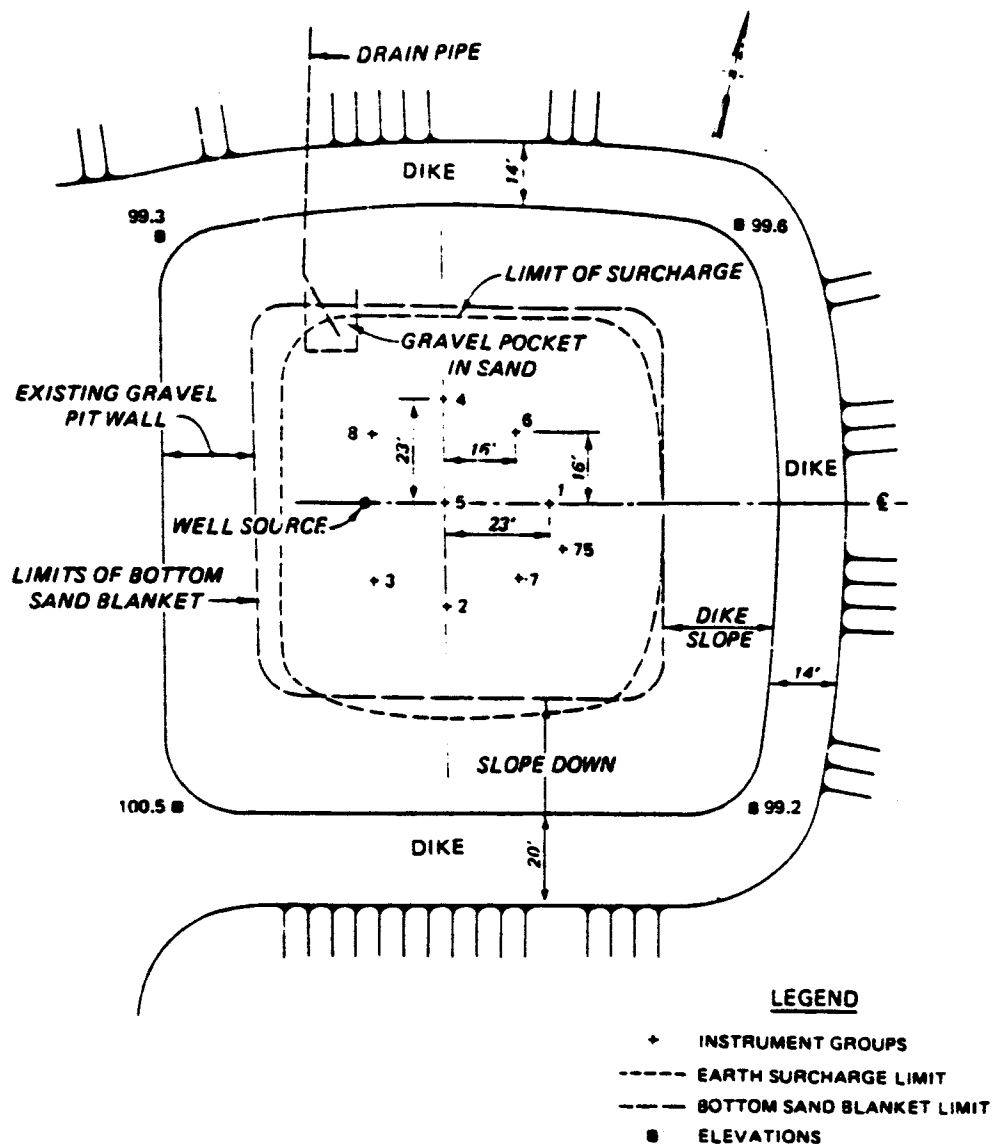 DRAIN PIPE
DIKE
14'
99.3
99.6
LIMIT OF SURCHARGE
GRAVEL POCKET
IN SAND
EXISTING GRAVEL
PIT WALL
4
8
6
23'
16'
16'
DIKE
5
1
℄
WELL SOURCE
23'
75
LIMITS OF BOTTOM
SAND BLANKET
3
7
2
DIKE
SLOPE
14'
SLOPE DOWN
100.5
99.2
DIKE
20'
LEGEND
+ INSTRUMENT GROUPS
EARTH SURCHARGE LIMIT
BOTTOM SAND BLANKET LIMIT
ELEVATIONS